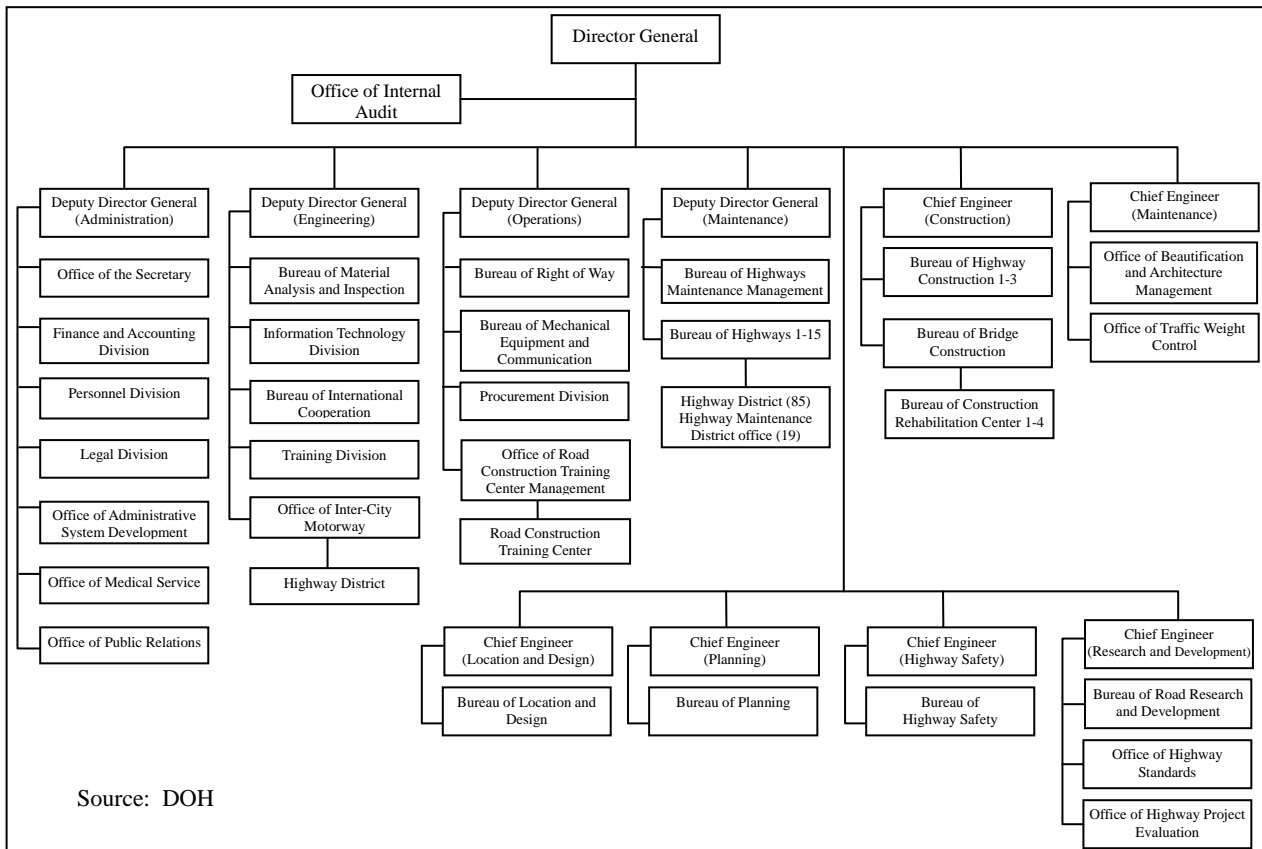 Director General
Office of Internal
Audit
Deputy Director General
(Administration)
Office of the Secretary
Finance and Accounting
Division
Personnel Division
Legal Division
Office of Administrative
System Development
Office of Medical Service
Office of Public Relations
Deputy Director General
(Engineering)
Bureau of Material
Analysis and Inspection
Information Technology
Division
Bureau of International
Cooperation
Training Division
Office of Inter-City
Motorway
Highway District
Deputy Director General
(Operations)
Bureau of Right of Way
Bureau of Mechanical
Equipment and
Communication
Procurement Division
Office of Road
Construction Training
Center Management
Road Construction
Training Center
Deputy Director General
(Maintenance)
Bureau of Highways
Maintenance Management
Bureau of Highways 1-15
Highway District (85)
Highway Maintenance
District office (19)
Chief Engineer
(Construction)
Bureau of Highway
Construction 1-3
Bureau of Bridge
Construction
Bureau of Construction
Rehabilitation Center 1-4
Chief Engineer
(Maintenance)
Office of Beautification
and Architecture
Management
Office of Traffic Weight
Control
Chief Engineer
(Location and Design)
Bureau of Location and
Design
Chief Engineer
(Planning)
Bureau of Planning
Chief Engineer
(Highway Safety)
Bureau of
Highway Safety
Chief Engineer
(Research and Development)
Bureau of Road Research
and Development
Office of Highway
Standards
Office of Highway Project
Evaluation
Source: DOH